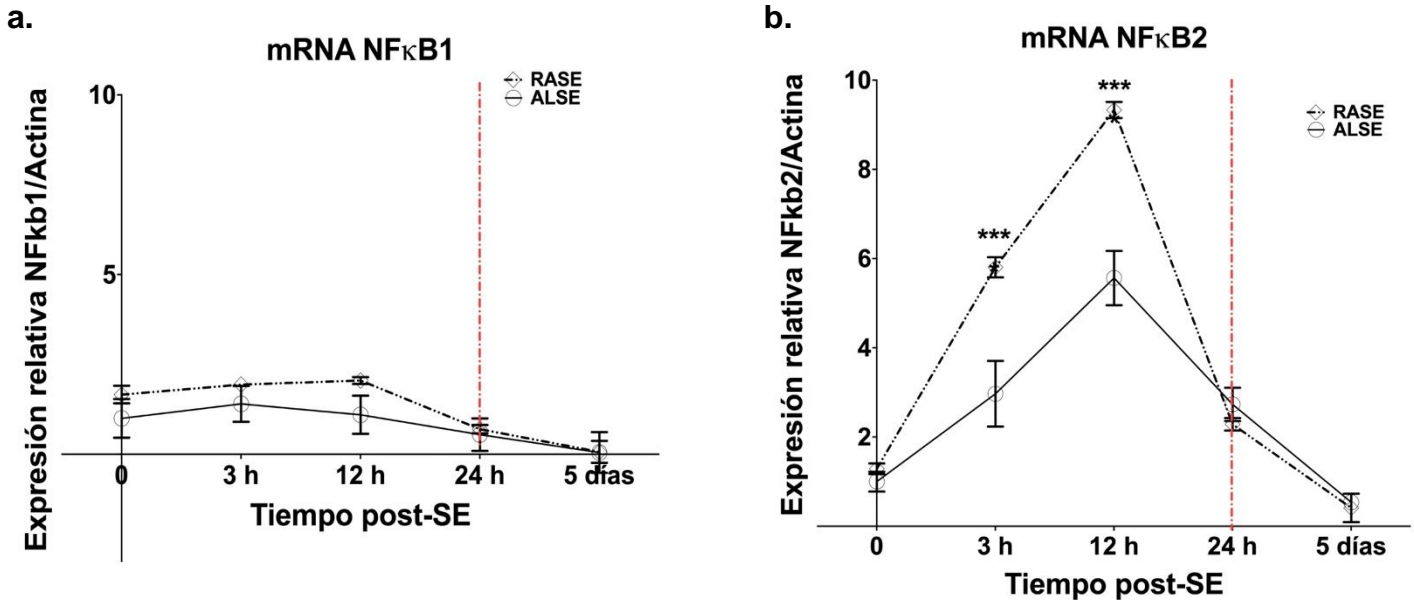 a.
mRNA NFκB1
RASE
ALSE
Expresión relativa NFkb1/Actina
10
5
0
3 h
12 h
24 h
5 días
Tiempo post-SE
b.
mRNA NFκB2
RASE
ALSE
Expresión relativa NFkb2/Actina
10
8
6
4
2
***
***
*
0
3 h
12 h
24 h
5 días
Tiempo post-SE